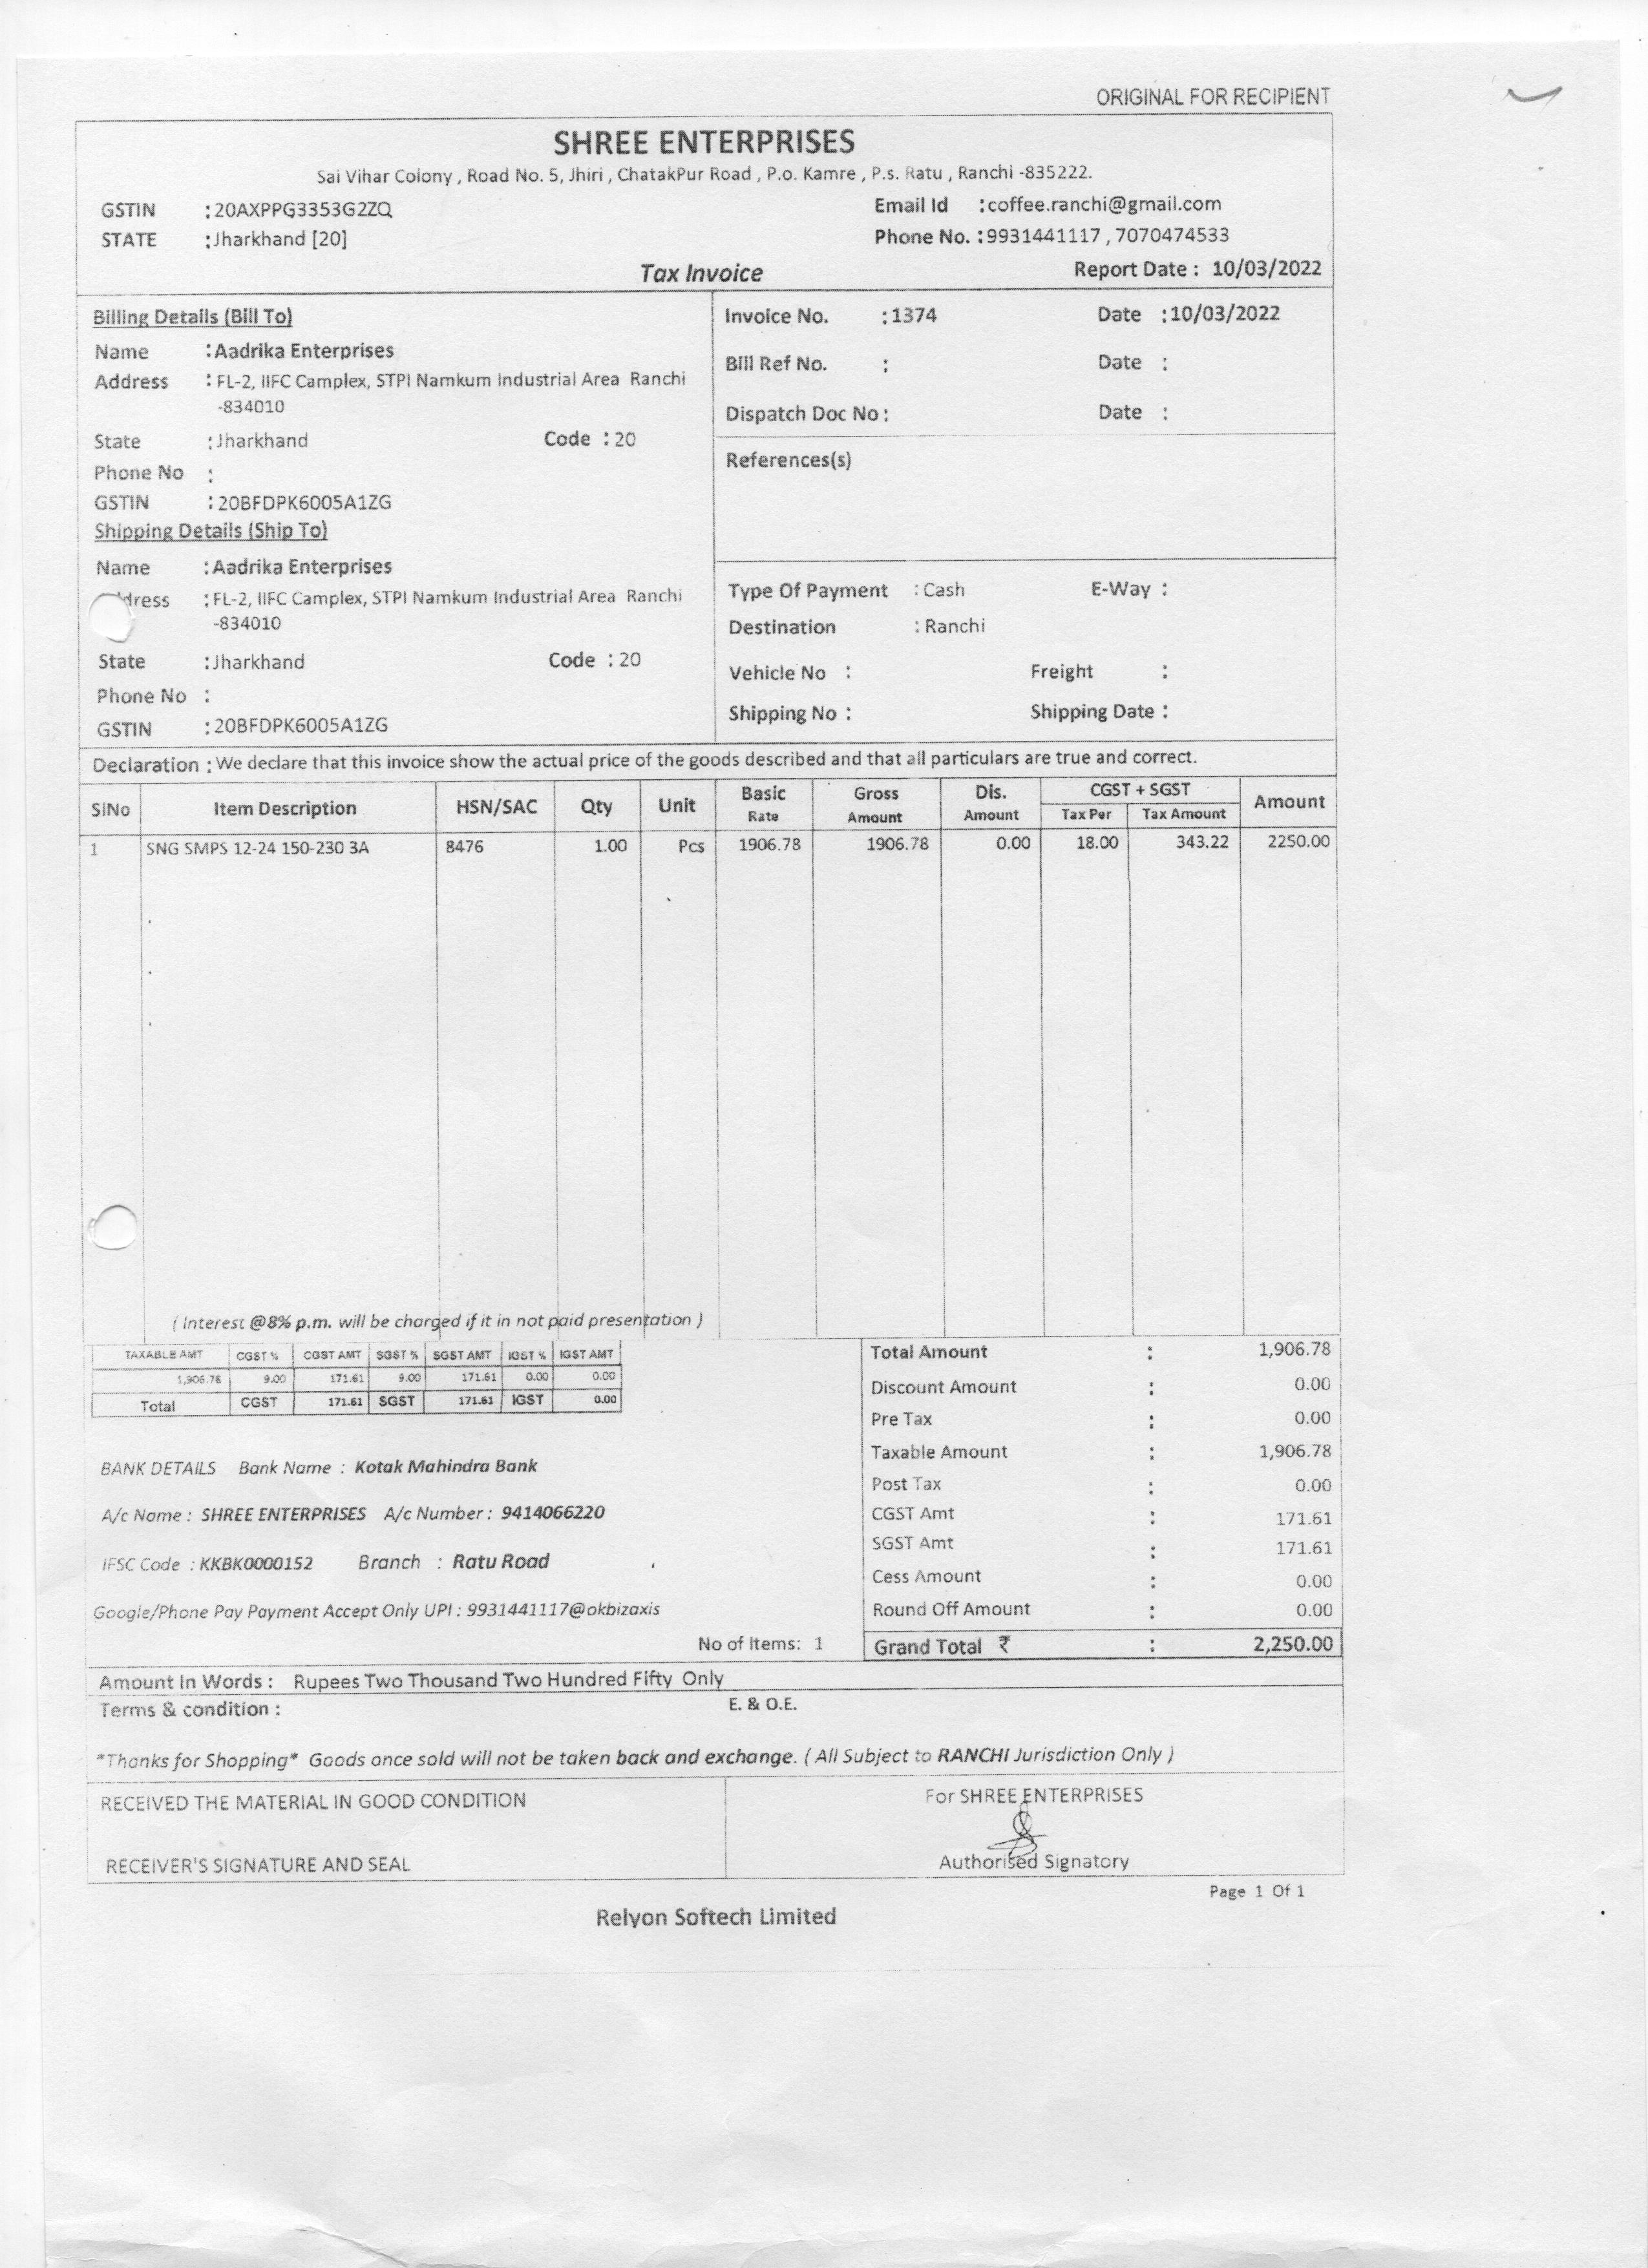 ORIGINAL FOR RECIPIENT
SHREE ENTERPRISES
Sai Vihar Colony , Road No. 5, Jhiri , ChatakPur Road , P.o. Kamre , P.s. Ratu , Ranchi -835222.
GSTIN :20AXPPG3353G2ZQ Email Id :coffee.ranchi@gmail.com
STATE :Jharkhand [20] Phone No. :9931441117 , 7070474533
Tax Invoice Report Date : 10/03/2022
Billing Details (Bill To)
Name :Aadrika Enterprises
Address : FL-2, IIFC Camplex, STPI Namkum Industrial Area Ranchi
-834010
State :Jharkhand Code :20
Phone No :
GSTIN :20BFDPK6005A1ZG
Shipping Details (Ship To)
Name :Aadrika Enterprises
dress :FL-2, IIFC Camplex, STPI Namkum Industrial Area Ranchi
-834010
State :Jharkhand Code :20
Phone No :
GSTIN :20BFDPK6005A1ZG
Invoice No. :1374 Date :10/03/2022
Bill Ref No. : Date :
Dispatch Doc No : Date :
References(s)
Type Of Payment :Cash E-Way :
Destination :Ranchi
Vehicle No : Freight :
Shipping No : Shipping Date :
Declaration : We declare that this invoice show the actual price of the goods described and that all particulars are true and correct.
SlNo Item Description HSN/SAC Qty Unit Basic Rate Gross Amount Dis. Amount CGST + SGST Tax Per Tax Amount Amount
1 SNG SMPS 12-24 150-230 3A 8476 1.00 Pcs 1906.78 1906.78 0.00 18.00 343.22 2250.00
( Interest @8% p.m. will be charged if it in not paid presentation )
TAXABLE AMT CGST % CGST AMT SGST % SGST AMT IGST % IGST AMT
1,906.78 9.00 171.61 9.00 171.61 0.00 0.00
Total CGST 171.61 SGST 171.61 IGST 0.00
BANK DETAILS Bank Name : Kotak Mahindra Bank
A/c Name : SHREE ENTERPRISES A/c Number : 9414066220
IFSC Code : KKBK0000152 Branch : Ratu Road
Google/Phone Pay Payment Accept Only UPI : 9931441117@okbizaxis
No of Items: 1
Total Amount : 1,906.78
Discount Amount : 0.00
Pre Tax : 0.00
Taxable Amount : 1,906.78
Post Tax : 0.00
CGST Amt : 171.61
SGST Amt : 171.61
Cess Amount : 0.00
Round Off Amount : 0.00
Grand Total ₹ : 2,250.00
Amount In Words : Rupees Two Thousand Two Hundred Fifty Only
Terms & condition : E. & O.E.
*Thanks for Shopping* Goods once sold will not be taken back and exchange. ( All Subject to RANCHI Jurisdiction Only )
RECEIVED THE MATERIAL IN GOOD CONDITION
For SHREE ENTERPRISES
RECEIVER'S SIGNATURE AND SEAL
Authorised Signatory
Page 1 Of 1
Relyon Softech Limited